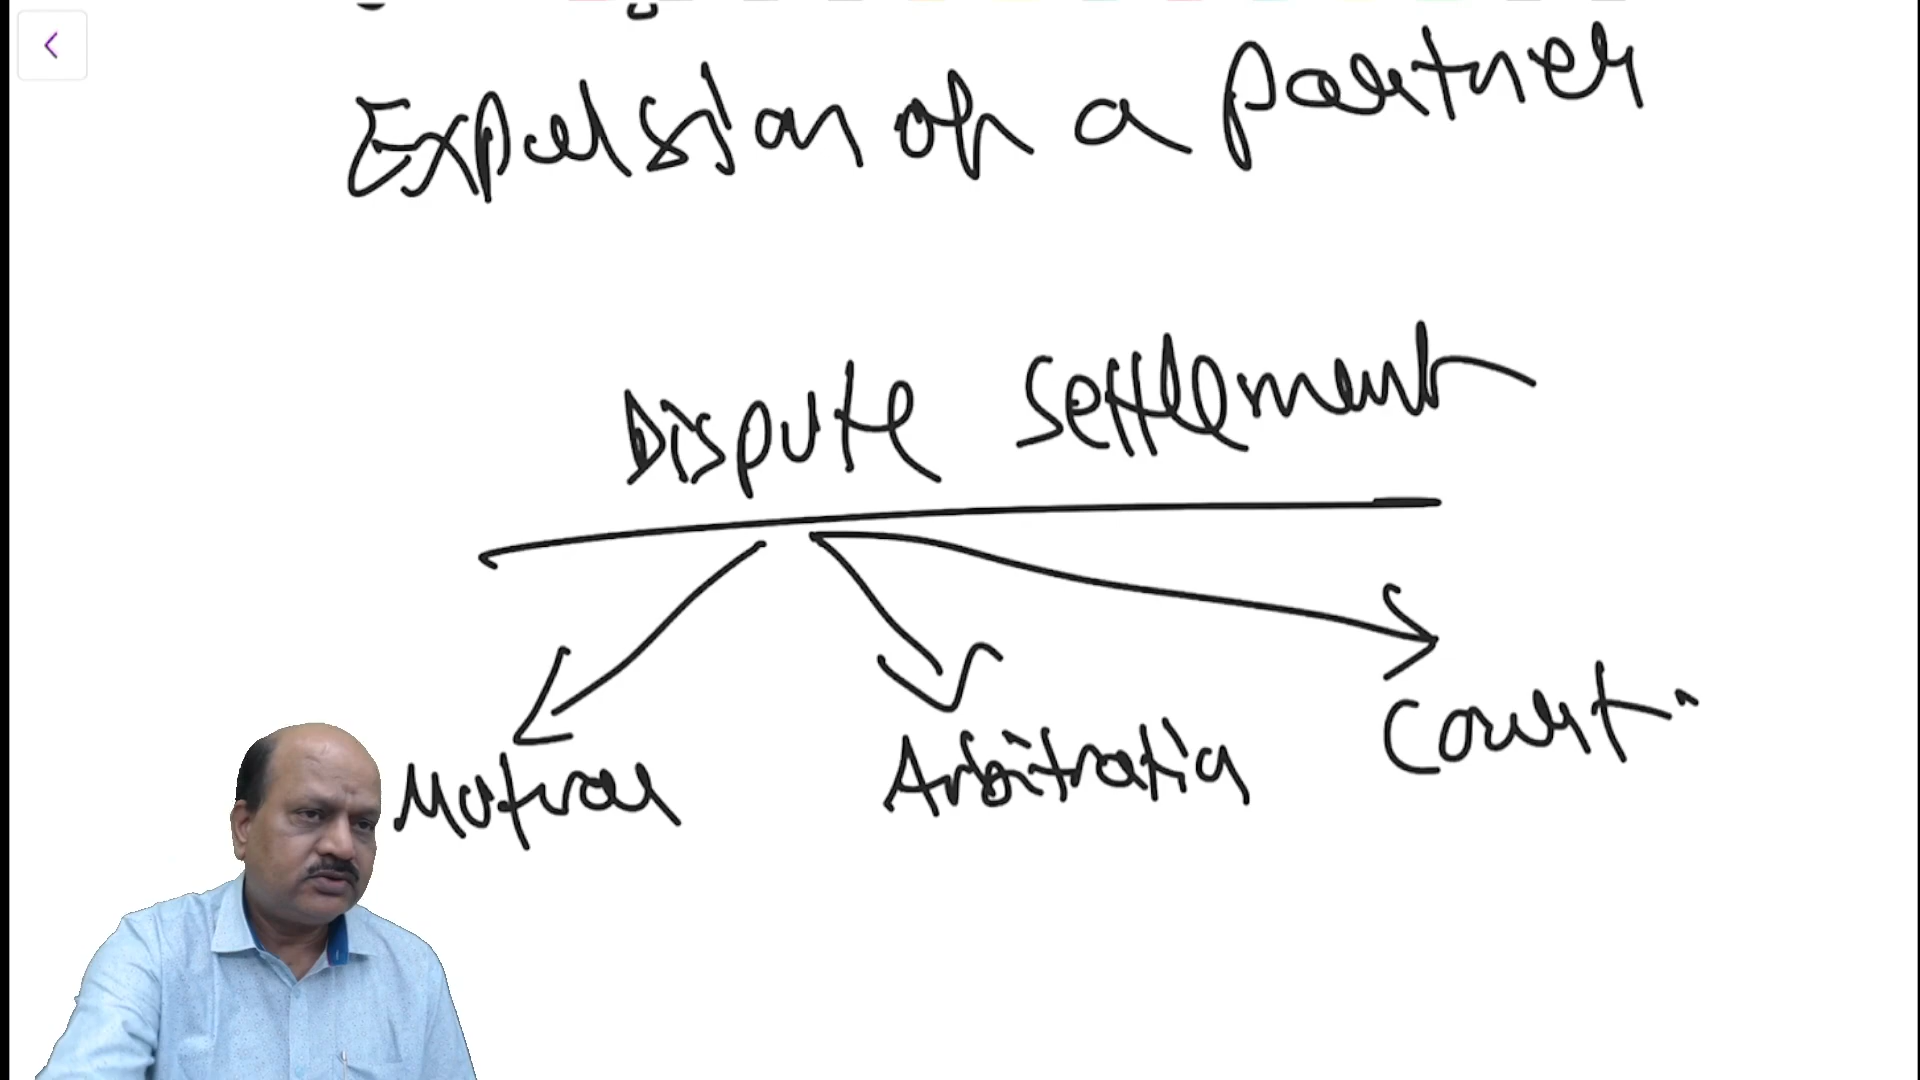 Expulsion of a partner
Dispute settlement
Mutual
Arbitration
Court